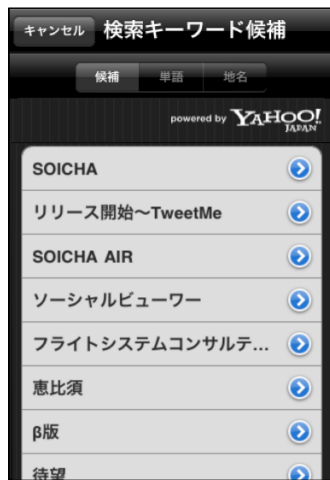 キャンセル 検索キーワード候補
候補 単語 地名
powered by YAHOO!
JAPAN
SOICHA
リリース開始〜TweetMe
SOICHA AIR
ソーシャルビューワー
フライトシステムコンサルテ...
恵比須
β版
待望